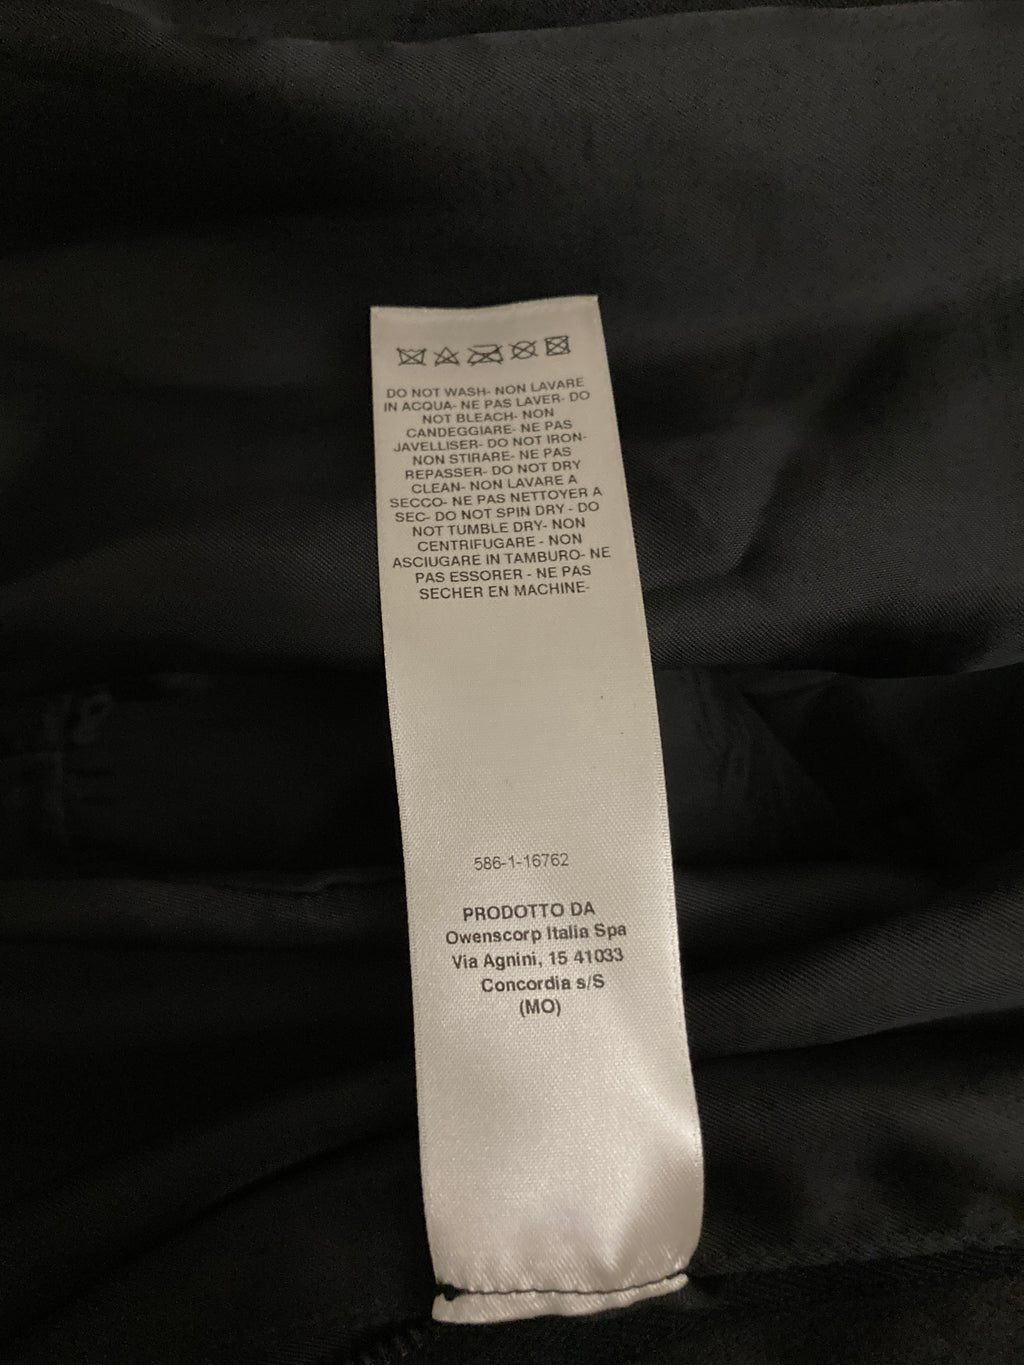 DO NOT WASH- NON LAVARE
IN ACQUA- NE PAS LAVER- DO
NOT BLEACH- NON
CANDEGGIARE- NE PAS
JAVELLISER- DO NOT IRON-
NON STIRARE- NE PAS
REPASSER- DO NOT DRY
CLEAN- NON LAVARE A
SECCO- NE PAS NETTOYER A
SEC- DO NOT SPIN DRY - DO
NOT TUMBLE DRY- NON
CENTRIFUGARE - NON
ASCIUGARE IN TAMBURO- NE
PAS ESSORER - NE PAS
SECHER EN MACHINE-
586-1-16762
PRODOTTO DA
Owenscorp Italia Spa
Via Agnini, 15 41033
Concordia s/S
(MO)